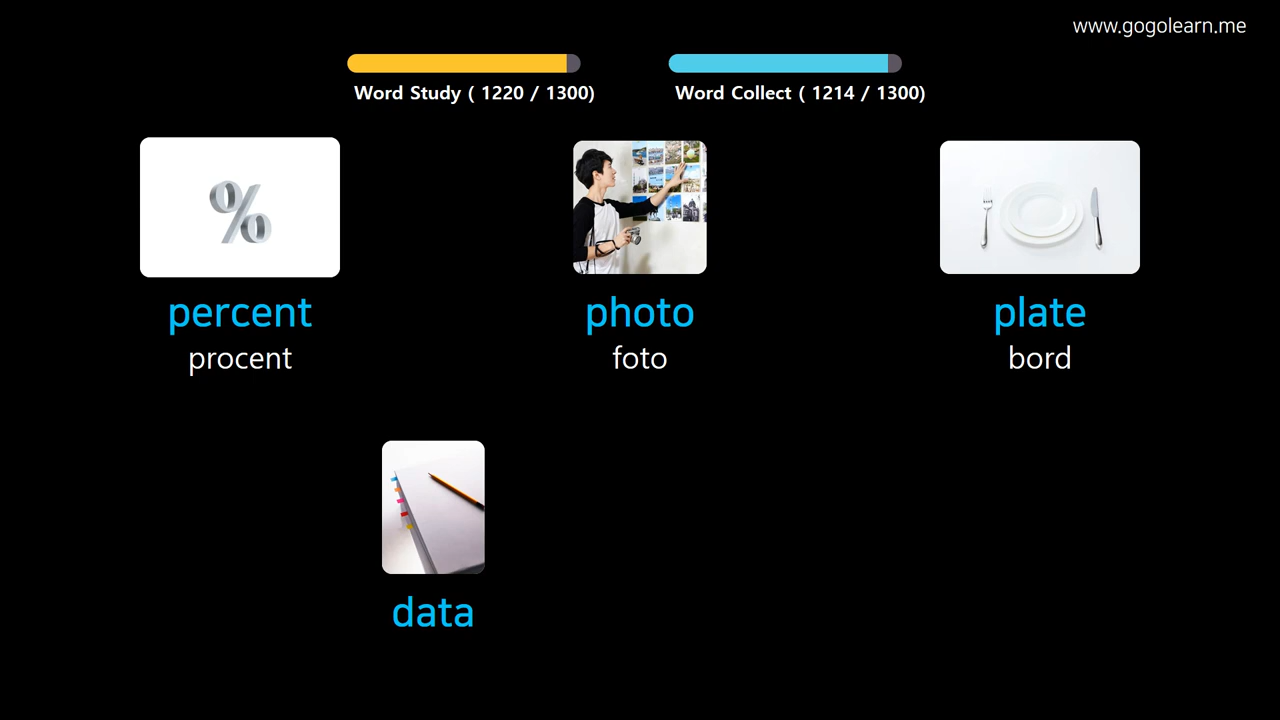 www.gogolearn.me
Word Study ( 1220 / 1300)
Word Collect ( 1214 / 1300)
%
percent
photo
plate
procent
foto
bord
data